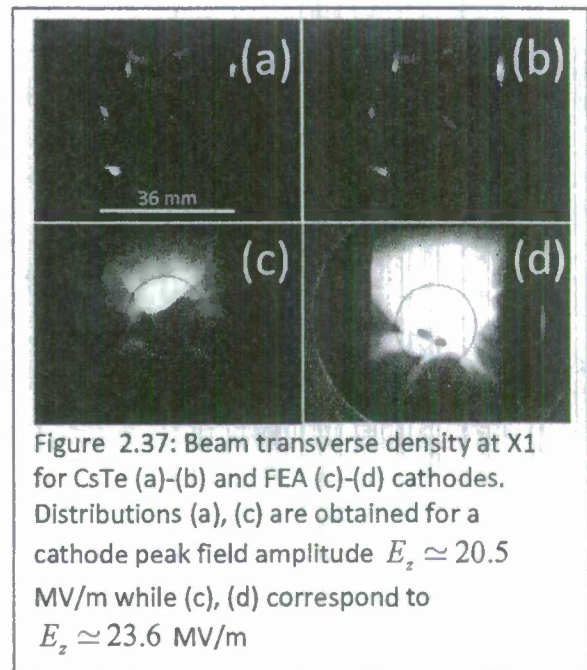 (a)
(b)
36 mm
(c)
(d)
Figure 2.37: Beam transverse density at X1
for CsTe (a)-(b) and FEA (c)-(d) cathodes.
Distributions (a), (c) are obtained for a
cathode peak field amplitude E_z ≃ 20.5
MV/m while (c), (d) correspond to
E_z ≃ 23.6 MV/m